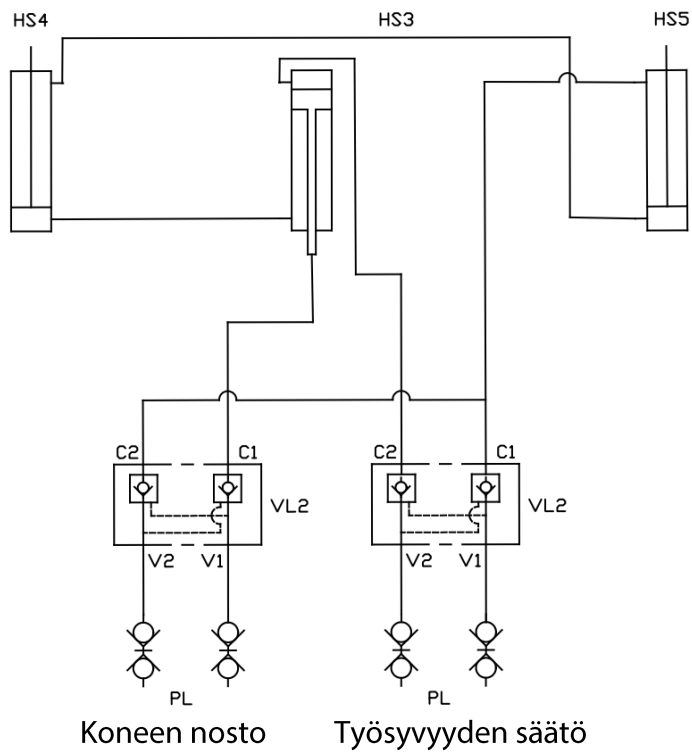 HS4 HS3 HS5
C2 C1 C2 C1
VL2 VL2
V2 V1 V2 V1
PL PL
Koneen nosto Työsyvyyden säätö